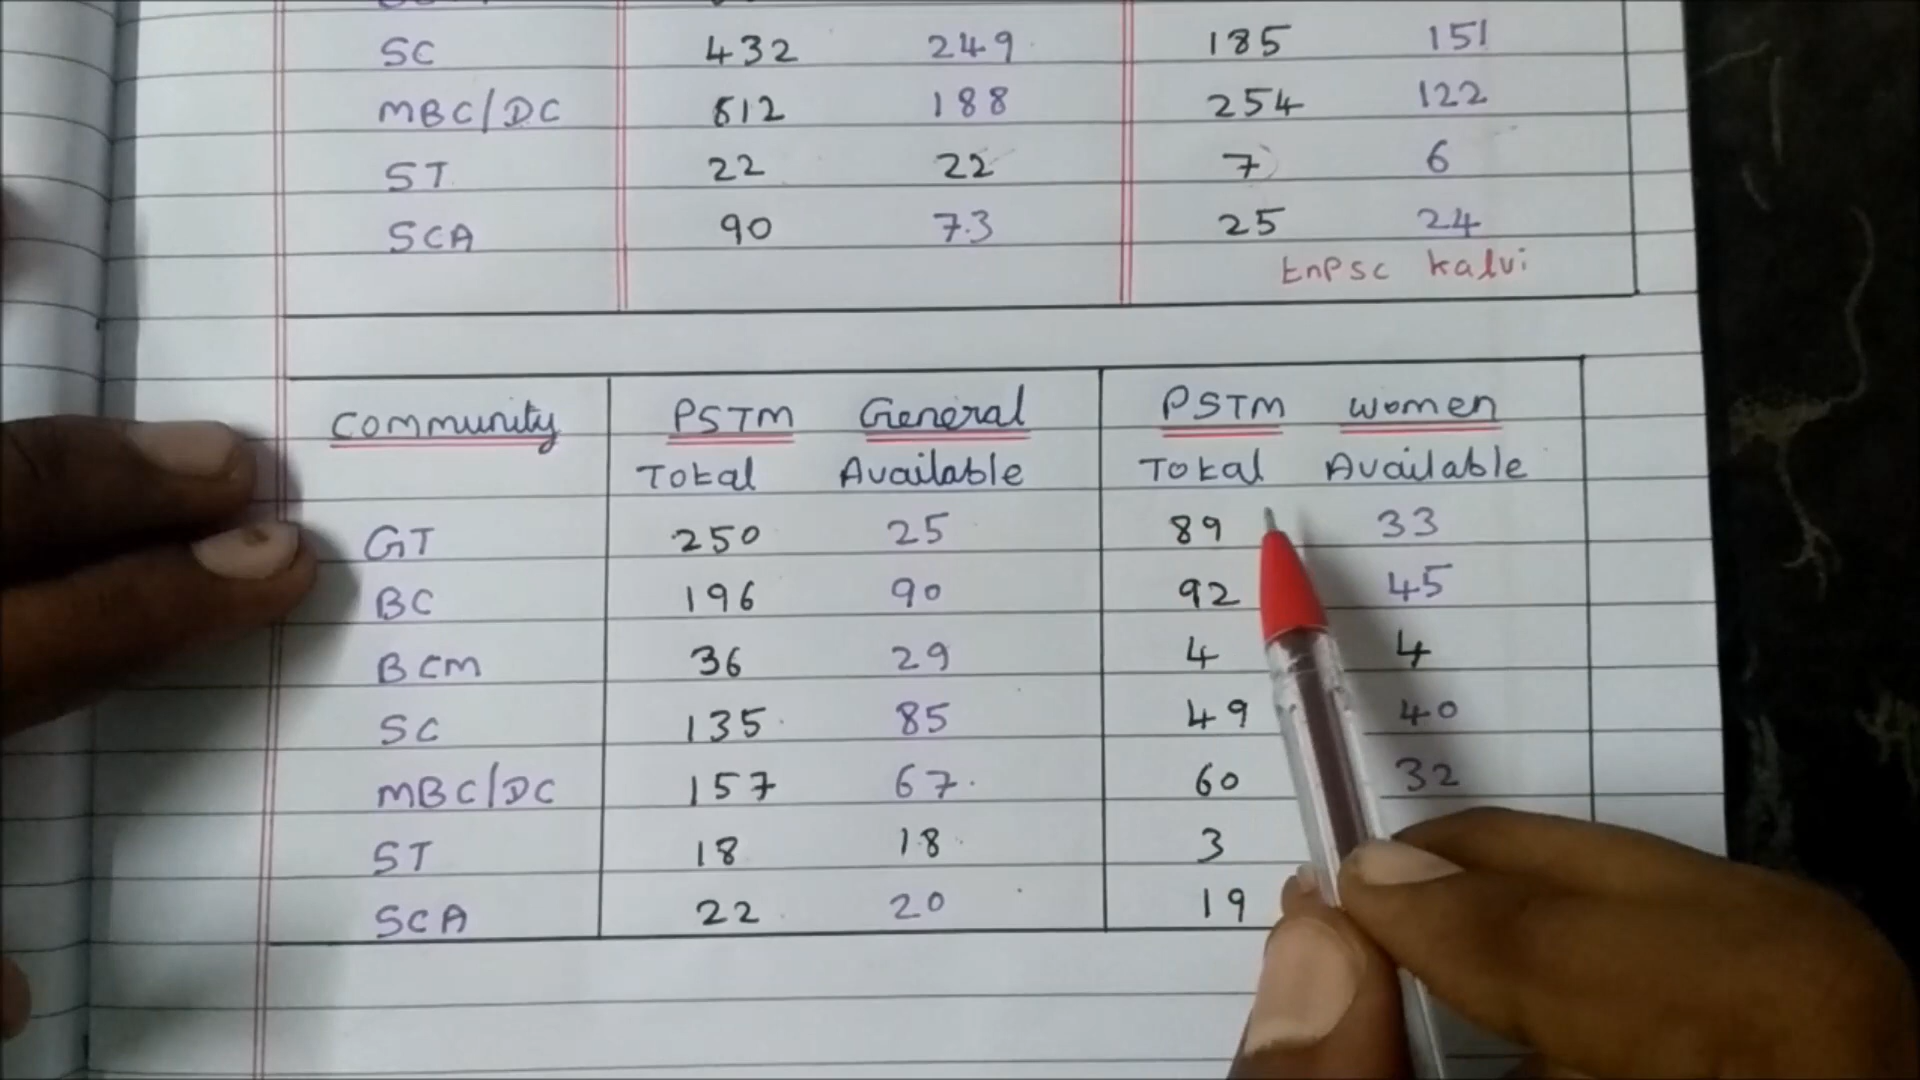 SC 432 249 185 151
MBC/DC 512 188 254 122
ST 22 22 7 6
SCA 90 73 25 24
tnpsc kalvi
Community PSTM General PSTM women
Total Available Total Available
GT 250 25 89 33
BC 196 90 92 45
BCM 36 29 4 4
SC 135 85 49 40
MBC/DC 157 67 60 32
ST 18 18 3
SCA 22 20 19